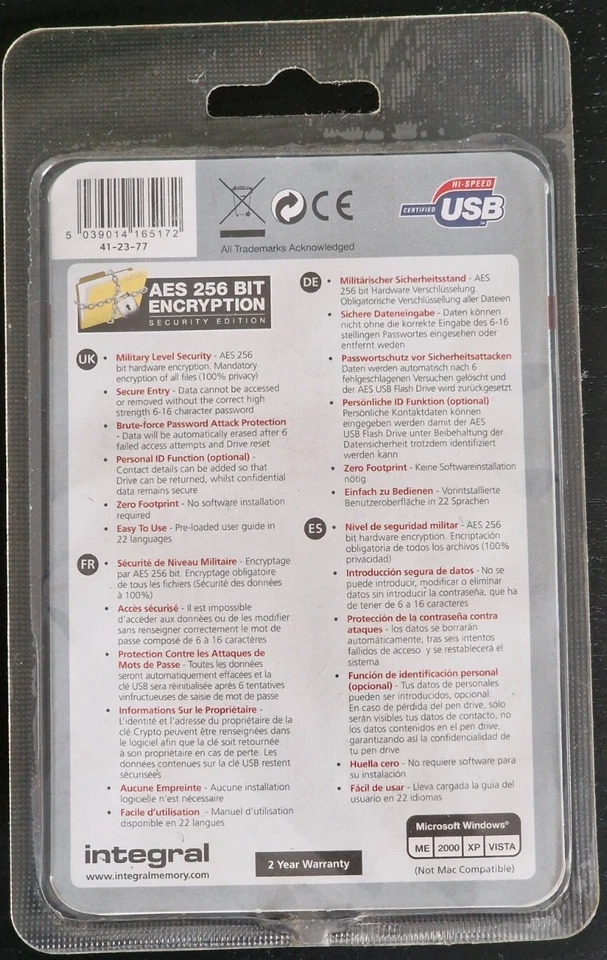 5 039014 165172
41-23-77
CE
All Trademarks Acknowledged
HI-SPEED
CERTIFIED USB
AES 256 BIT
ENCRYPTION
SECURITY EDITION
UK
• Military Level Security - AES 256
bit hardware encryption. Mandatory
encryption of all files (100% privacy)
• Secure Entry - Data cannot be accessed
or removed without the correct high
strength 6-16 character password
• Brute-force Password Attack Protection
- Data will be automatically erased after 6
failed access attempts and Drive reset
• Personal ID Function (optional) -
Contact details can be added so that
Drive can be returned, whilst confidential
data remains secure
• Zero Footprint - No software installation
required
• Easy To Use - Pre-loaded user guide in
22 languages
FR
• Sécurité de Niveau Militaire - Encryptage
par AES 256 bit. Encryptage obligatoire
de tous les fichiers (Sécurité des données
à 100%)
• Accès sécurisé - Il est impossible
d'accéder aux données ou de les modifier
sans renseigner correctement le mot de
passe composé de 6 à 16 caractères
• Protection Contre les Attaques de
Mots de Passe - Toutes les données
seront automatiquement effacées et la
clé USB sera réinitialisée après 6 tentatives
vinfructueuses de saisie de mot de passe
• Informations Sur le Propriétaire -
L'identité et l'adresse du propriétaire de la
clé Crypto peuvent être renseignées dans
le logiciel afin que la clé soit retournée
à son propriétaire en cas de perte. Les
données contenues sur la clé USB restent
sécurisées
• Aucune Empreinte - Aucune installation
logicielle n'est nécessaire
• Facile d'utilisation - Manuel d'utilisation
disponible en 22 langues
DE
• Militärischer Sicherheitsstand - AES
256 bit Hardware Verschlüsselung.
Obligatorische Verschlüssellung aller Dateien
• Sichere Dateneingabe - Daten können
nicht ohne die korrekte Eingabe des 6-16
stellingen Passwortes eingesehen oder
entfernt weden
• Passwortschutz vor Sicherheitsattacken
Daten werden automatisch nach 6
fehlgeschlagenen Versuchen gelöscht und
der AES USB Flash Drive wird zurückgesetzt
• Persönliche ID Funktion (optional)
Persönliche Kontaktdaten können
eingegeben werden damit der AES
USB Flash Drive unter Beibehaltung der
Datensicherheit trotzdem identifiziert
werden kann
• Zero Footprint - Keine Softwareinstallation
nötig
• Einfach zu Bedienen - Vorintstallierte
Benutzeroberfläche in 22 Sprachen
ES
• Nivel de seguridad militar - AES 256
bit hardware encryption. Encriptación
obligatoria de todos los archivos (100%
privacidad)
• Introducción segura de datos - No se
puede introducir, modificar o eliminar
datos sin introducir la contraseña, que ha
de tener de 6 a 16 caracteres
• Protección de la contraseña contra
ataques - los datos se borrarán
automáticamente, tras seis intentos
fallidos de acceso y se restablecerá el
sistema
• Función de identificación personal
(opcional) - Tus datos de personales
pueden ser introducidos, opcional.
En caso de pérdida del pen drive, sólo
serán visibles tus datos de contacto, no
los datos contenidos en el pen drive,
garantizando así la confidencialidad de
tu pen drive
• Huella cero - No requiere software para
su instalación
• Fácil de usar - Lleva cargada la guia del
usuario en 22 idiomas
integral
www.integralmemory.com
2 Year Warranty
Microsoft Windows®
ME 2000 XP VISTA
(Not Mac Compatible)